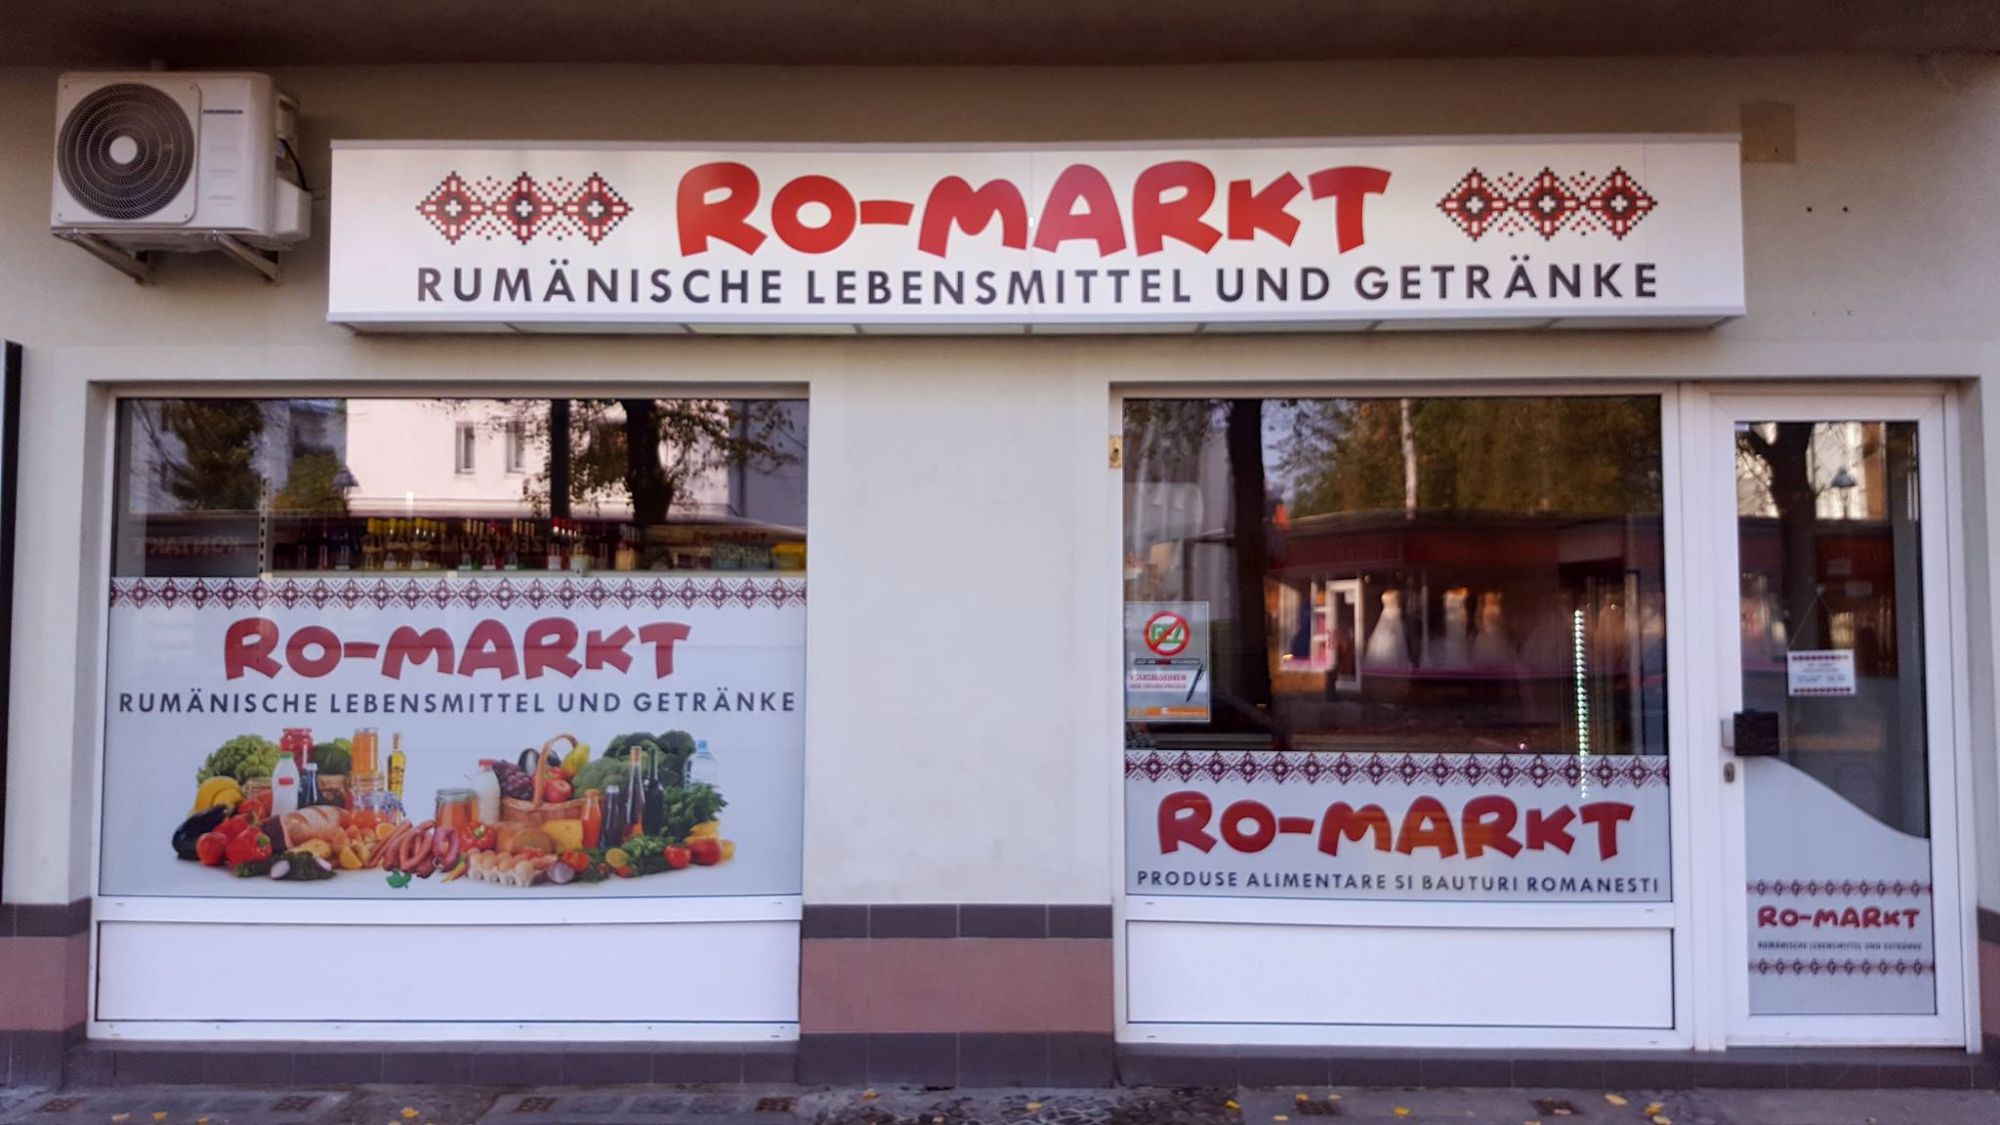 RO-MARKT
RUMÄNISCHE LEBENSMITTEL UND GETRÄNKE
RO-MARKT
RUMÄNISCHE LEBENSMITTEL UND GETRÄNKE
RO-MARKT
PRODUSE ALIMENTARE SI BAUTURI ROMANESTI
RO-MARKT
RUMÄNISCHE LEBENSMITTEL UND GETRÄNKE